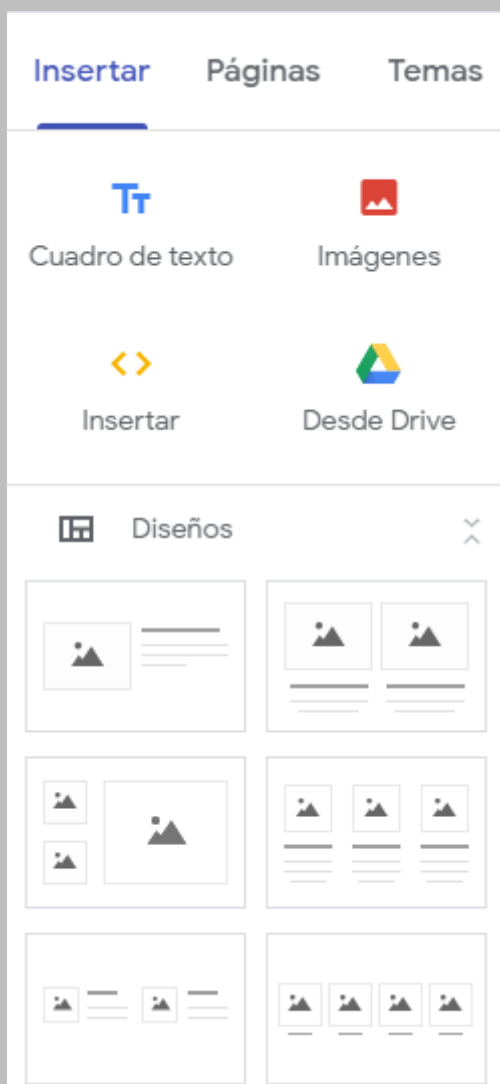 Insertar Páginas Temas
Cuadro de texto Imágenes
Insertar Desde Drive
Diseños